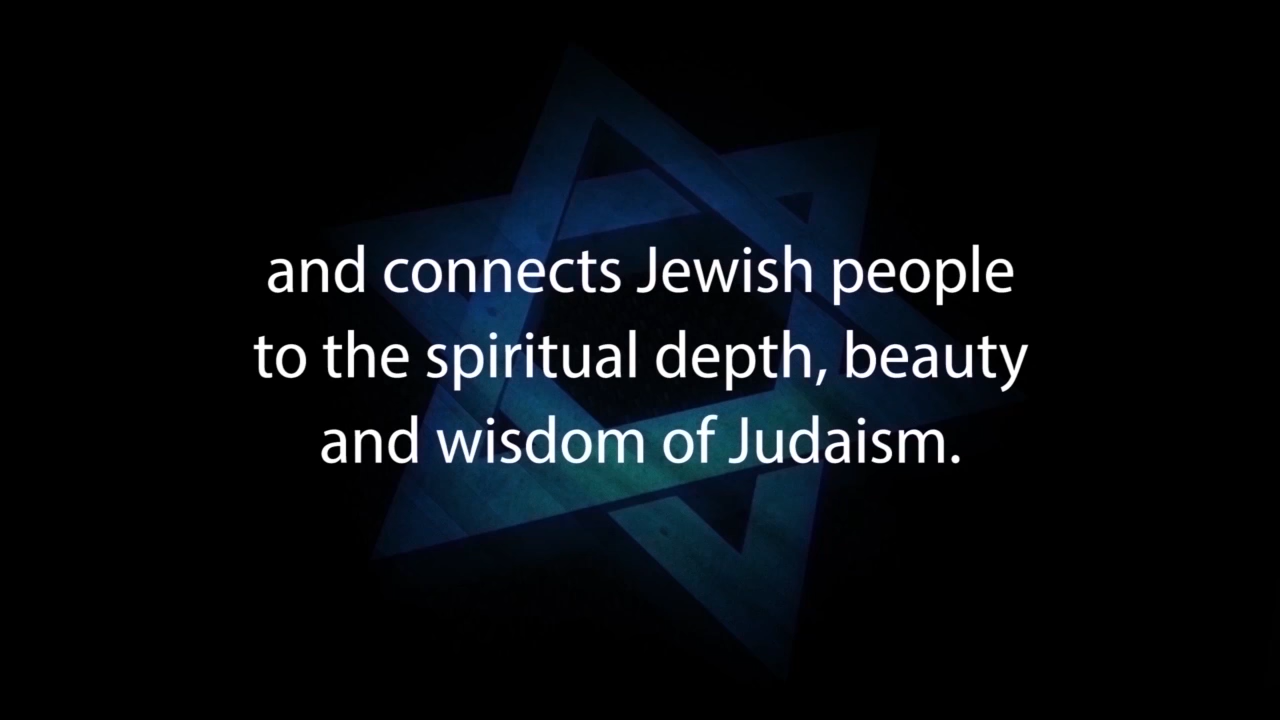 and connects Jewish people
to the spiritual depth, beauty
and wisdom of Judaism.